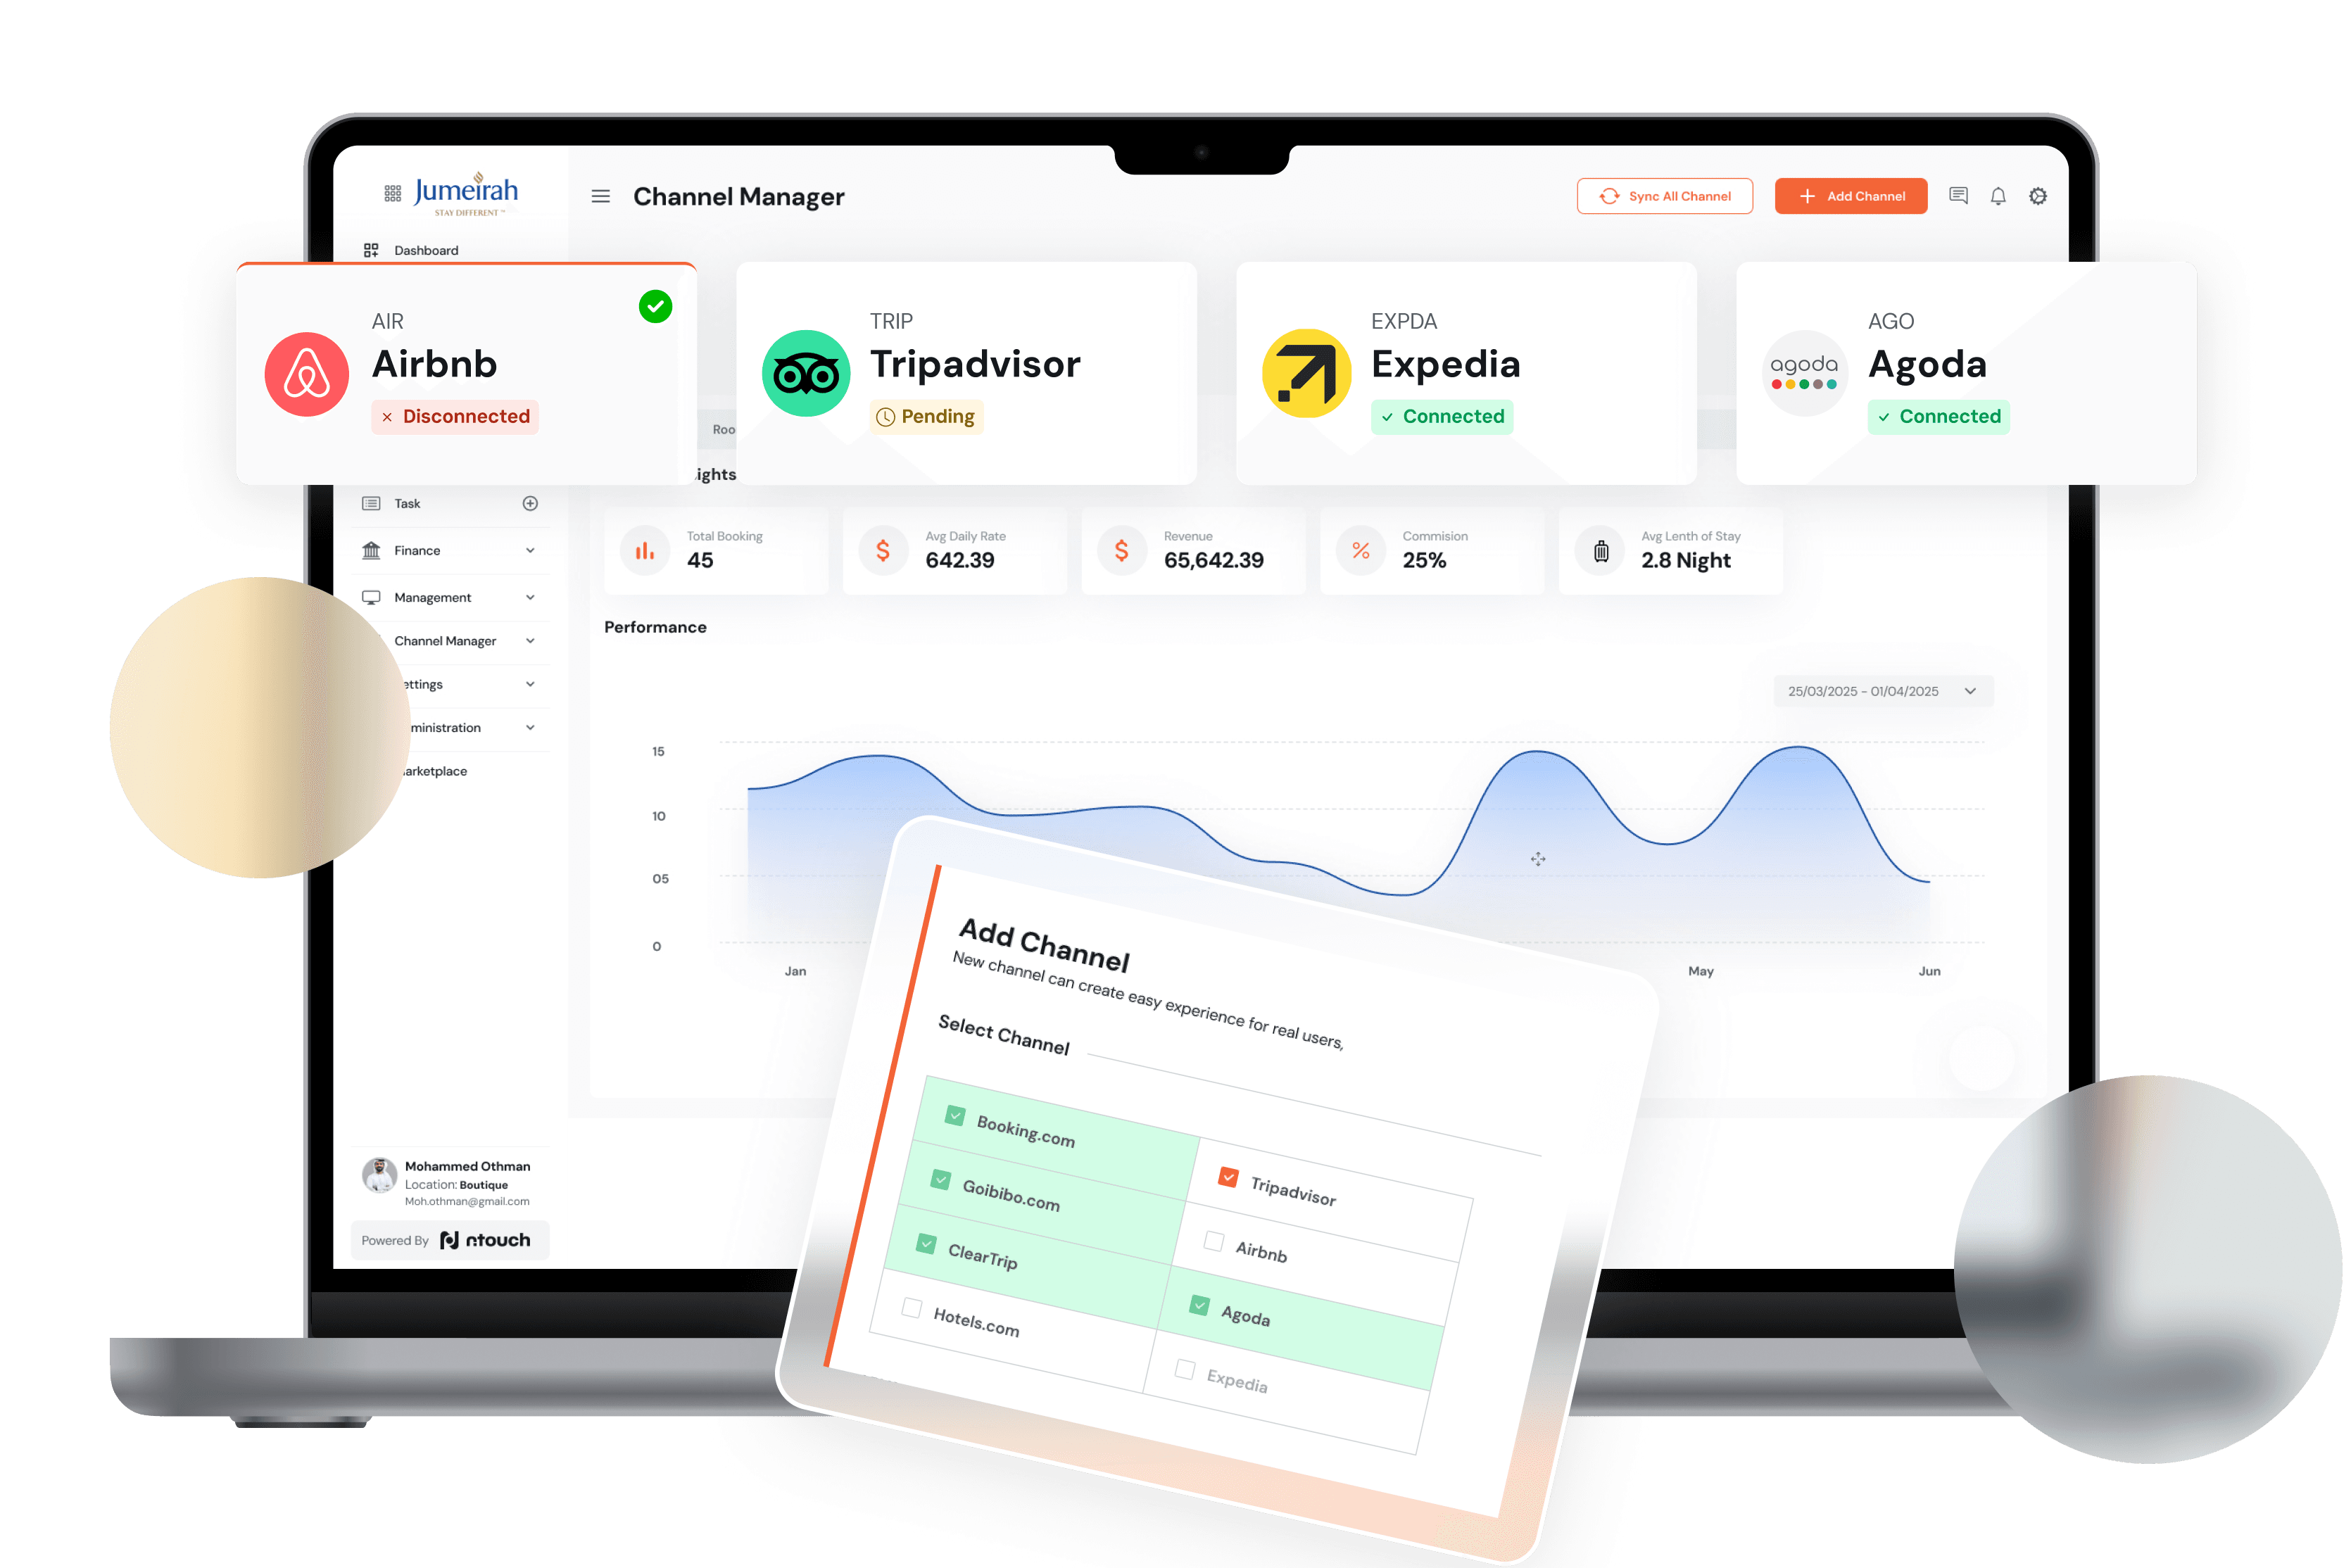 Jumeirah
STAY DIFFERENT™
Channel Manager
Sync All Channel
Add Channel
Dashboard
AIR
Airbnb
Disconnected
TRIP
Tripadvisor
Pending
EXPDA
Expedia
Connected
agoda
AGO
Agoda
Connected
Roo
ights
Task
Finance
Management
Channel Manager
ettings
ministration
arketplace
Total Booking
45
Avg Daily Rate
642.39
Revenue
65,642.39
Commision
25%
Avg Lenth of Stay
2.8 Night
Performance
25/03/2025 - 01/04/2025
15
10
05
0
Jan
May
Jun
Add Channel
New channel can create easy experience for real users,
Select Channel
Booking.com
Tripadvisor
Goibibo.com
Airbnb
ClearTrip
Agoda
Hotels.com
Expedia
Mohammed Othman
Location: Boutique
Moh.othman@gmail.com
Powered By ntouch